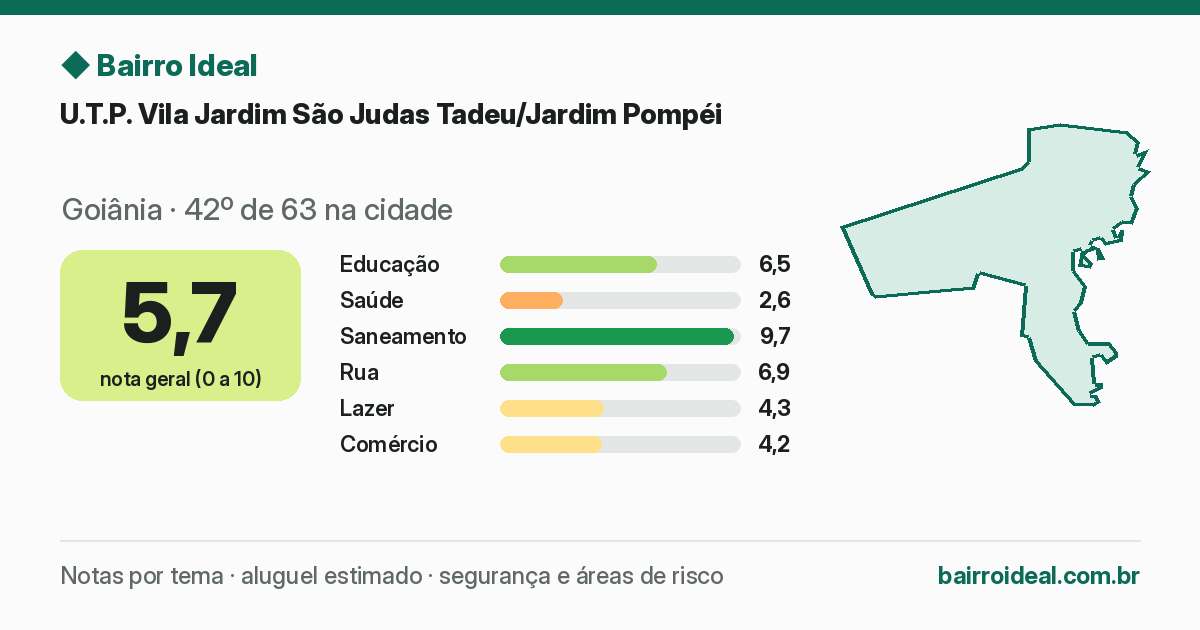 Bairro Ideal
U.T.P. Vila Jardim São Judas Tadeu/Jardim Pompéi
Goiânia · 42º de 63 na cidade
5,7
nota geral (0 a 10)
Educação 6,5
Saúde 2,6
Saneamento 9,7
Rua 6,9
Lazer 4,3
Comércio 4,2
Notas por tema · aluguel estimado · segurança e áreas de risco
bairroideal.com.br